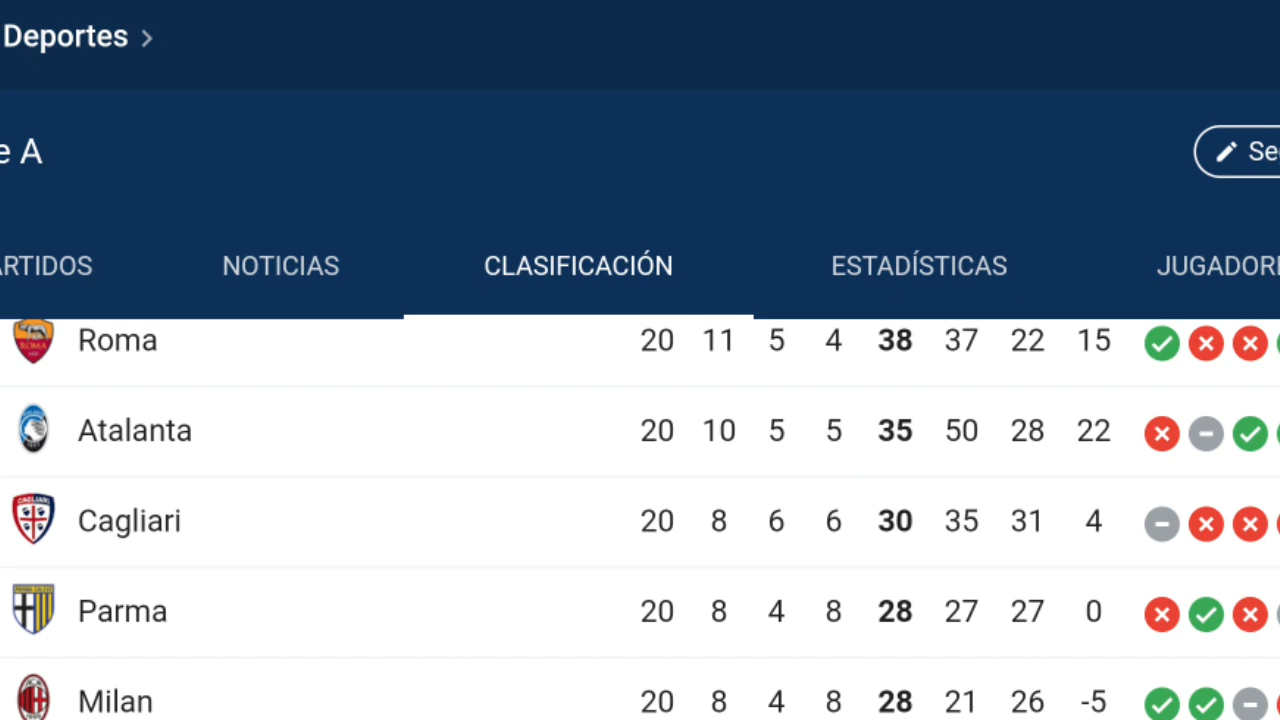 Deportes
e A
Se
ARTIDOS NOTICIAS CLASIFICACIÓN ESTADÍSTICAS JUGADORE
Roma 20 11 5 4 38 37 22 15
Atalanta 20 10 5 5 35 50 28 22
Cagliari 20 8 6 6 30 35 31 4
Parma 20 8 4 8 28 27 27 0
Milan 20 8 4 8 28 21 26 -5